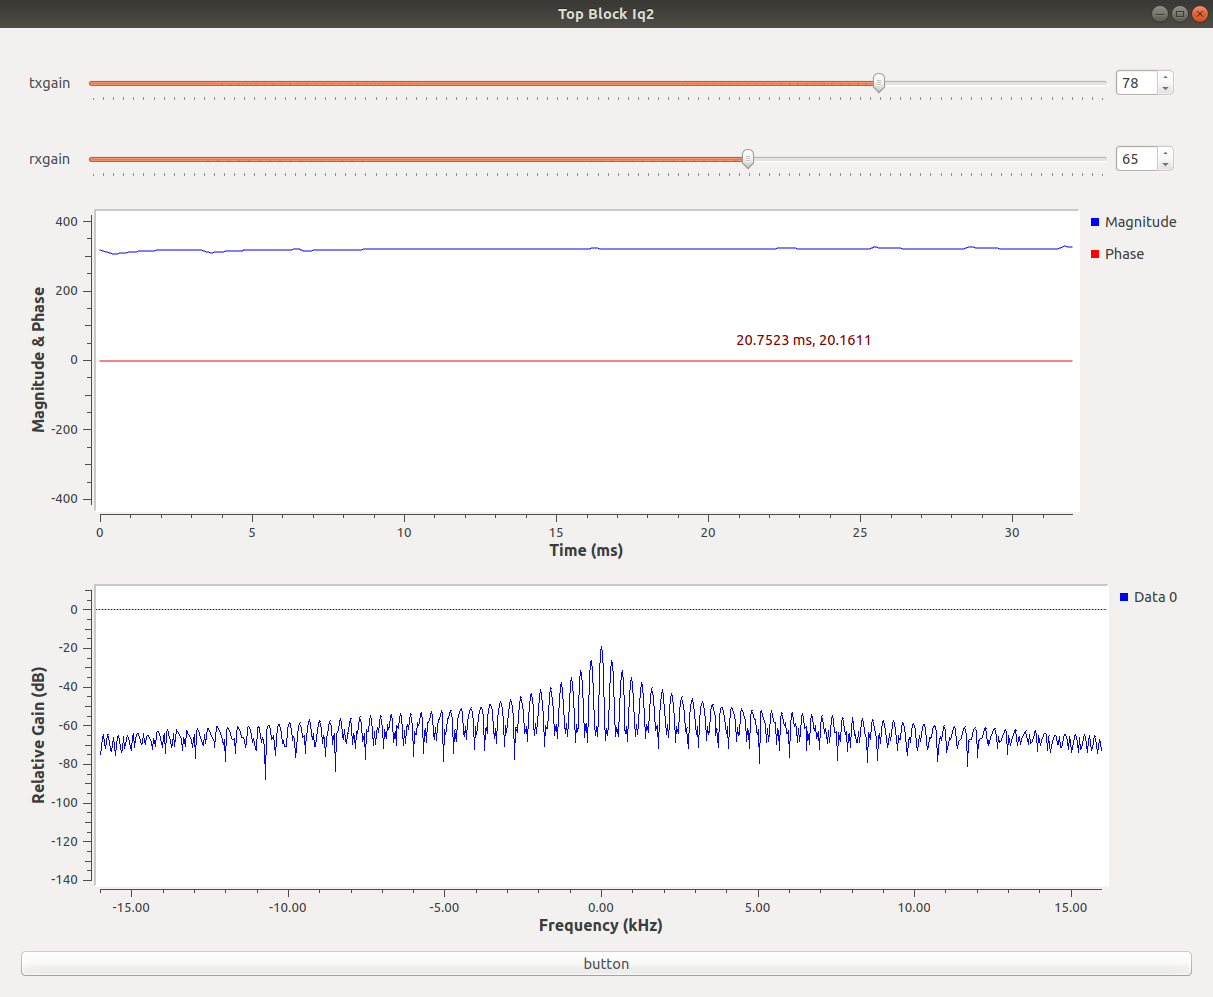 Top Block Iq2
txgain
78
rxgain
65
400
200
0
-200
-400
Magnitude & Phase
Magnitude
Phase
20.7523 ms, 20.1611
0
5
10
15
20
25
30
Time (ms)
0
-20
-40
-60
-80
-100
-120
-140
Relative Gain (dB)
Data 0
-15.00
-10.00
-5.00
0.00
5.00
10.00
15.00
Frequency (kHz)
button